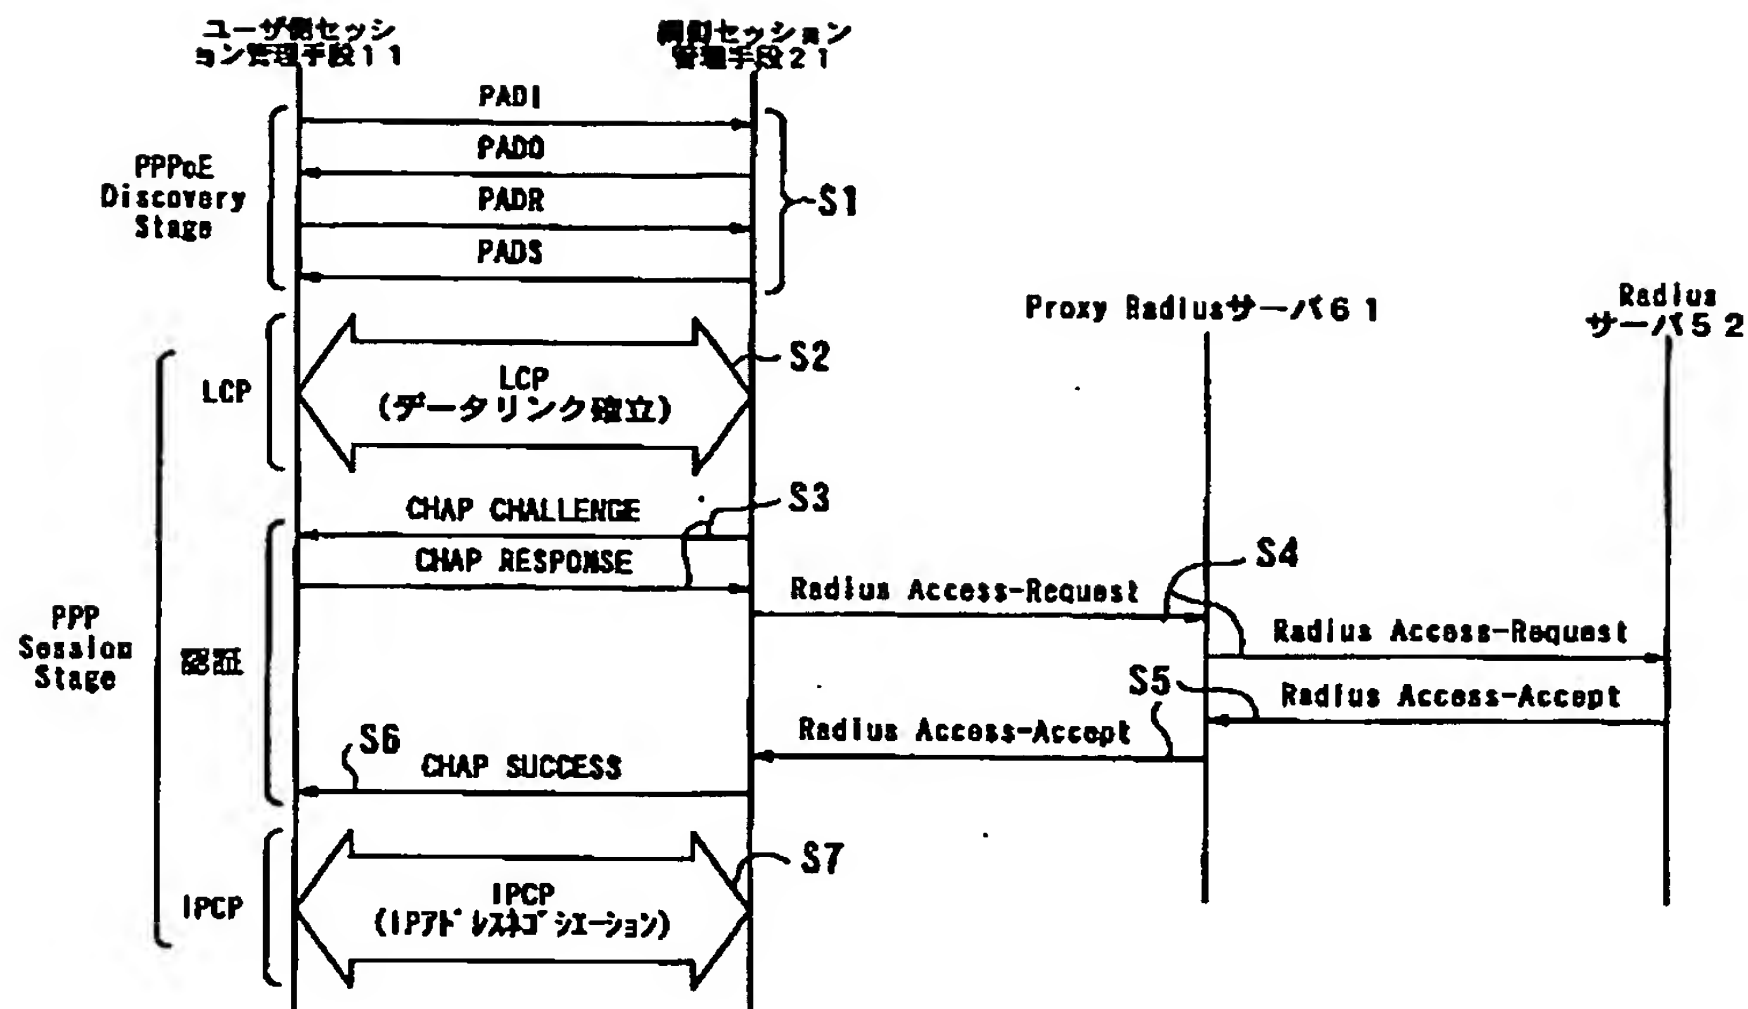 ユーザ側セッシ
ョン管理手段11
網側セッション
管理手段21
PADI
PADO
PADR
PADS
PPPoE
Discovery
Stage
S1
Proxy Radiusサーバ61
Radius
サーバ52
LCP
LCP
(データリンク確立)
S2
CHAP CHALLENGE
S3
CHAP RESPONSE
Radius Access-Request
S4
Radius Access-Request
PPP
Session
Stage
認証
S5
Radius Access-Accept
Radius Access-Accept
S6
CHAP SUCCESS
S7
IPCP
IPCP
(IPアドレスネゴシエーション)